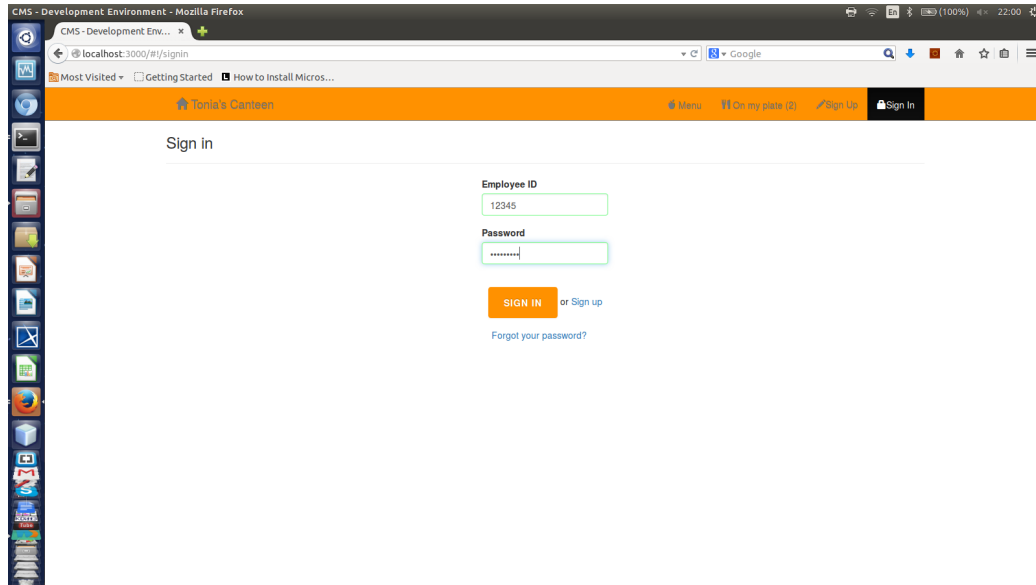 CMS - Development Environment - Mozilla Firefox
En (100%) 22:00
CMS - Development Env... ×
localhost:3000/#!/signin
Google
Most Visited
Getting Started
How to Install Micros...
Tonia's Canteen
Menu
On my plate (2)
Sign Up
Sign In
Sign in
Employee ID
12345
Password
•••••••••
SIGN IN or Sign up
Forgot your password?